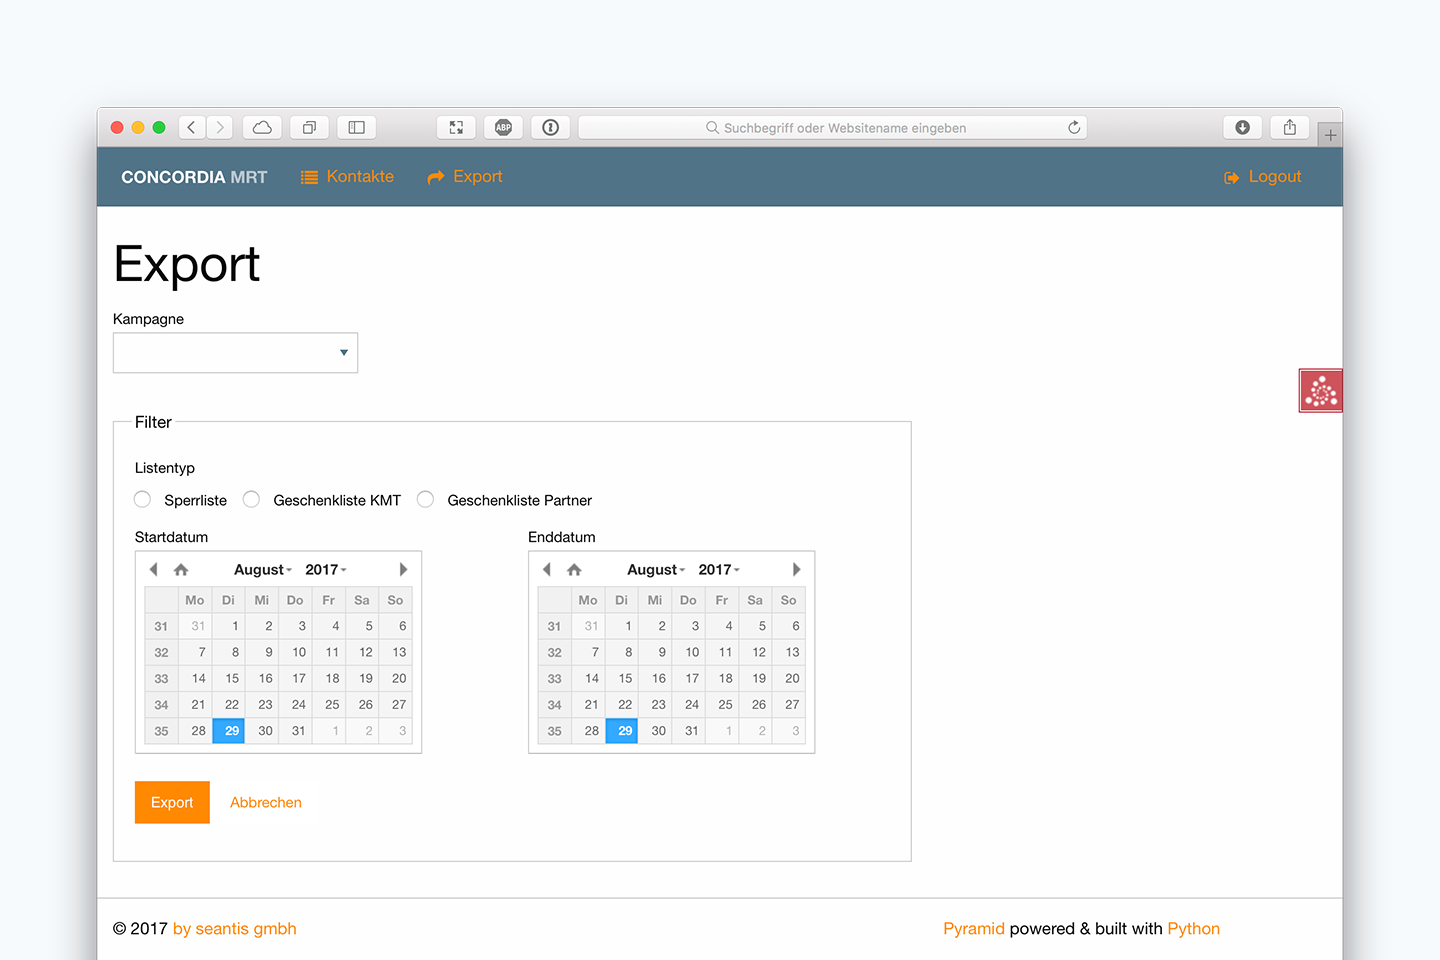 ABP
Suchbegriff oder Websitename eingeben
+
CONCORDIA MRT Kontakte Export Logout
Export
Kampagne
Filter
Listentyp
Sperrliste Geschenkliste KMT Geschenkliste Partner
Startdatum Enddatum
August 2017 August 2017
Mo Di Mi Do Fr Sa So Mo Di Mi Do Fr Sa So
31 31 1 2 3 4 5 6 31 31 1 2 3 4 5 6
32 7 8 9 10 11 12 13 32 7 8 9 10 11 12 13
33 14 15 16 17 18 19 20 33 14 15 16 17 18 19 20
34 21 22 23 24 25 26 27 34 21 22 23 24 25 26 27
35 28 29 30 31 1 2 3 35 28 29 30 31 1 2 3
Export Abbrechen
© 2017 by seantis gmbh Pyramid powered & built with Python